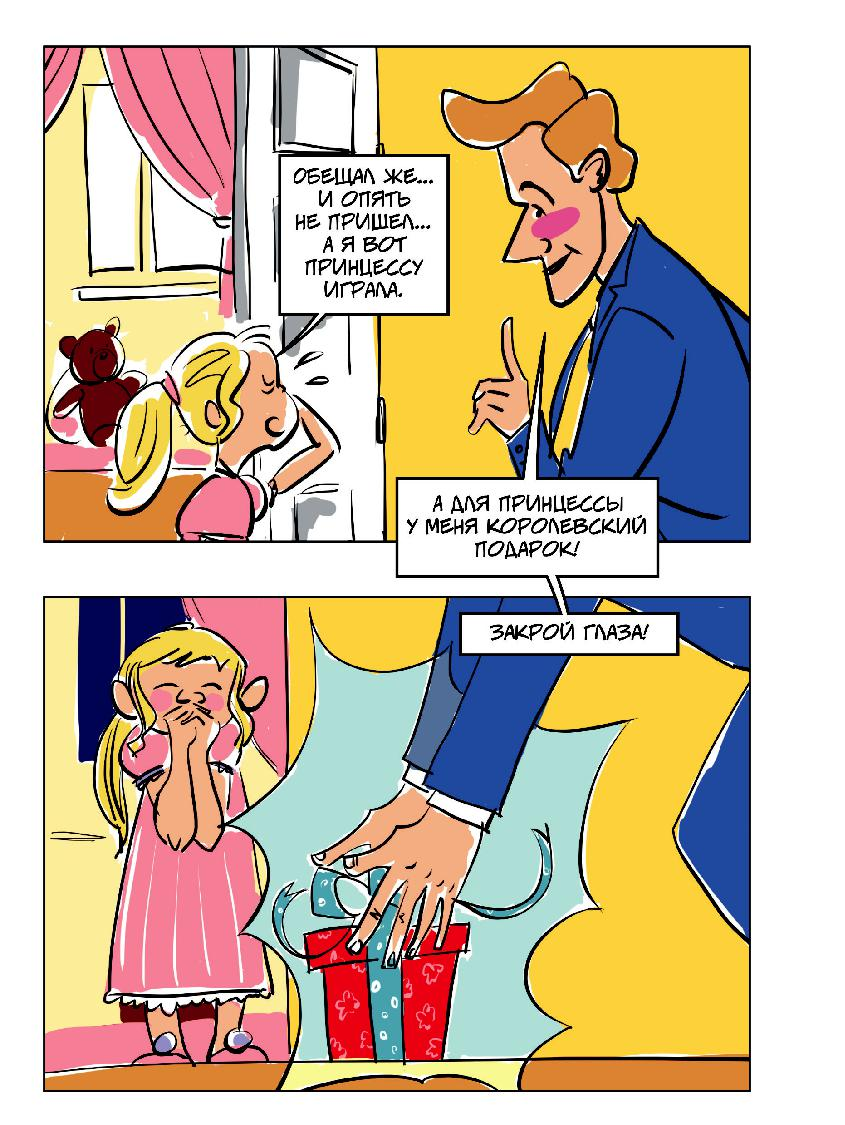 ОБЕЩАЛ ЖЕ...
И ОПЯТЬ
НЕ ПРИШЕЛ...
А Я ВОТ
ПРИНЦЕССУ
ИГРАЛА.
А ДЛЯ ПРИНЦЕССЫ
У МЕНЯ КОРОЛЕВСКИЙ
ПОДАРОК!
ЗАКРОЙ ГЛАЗА!